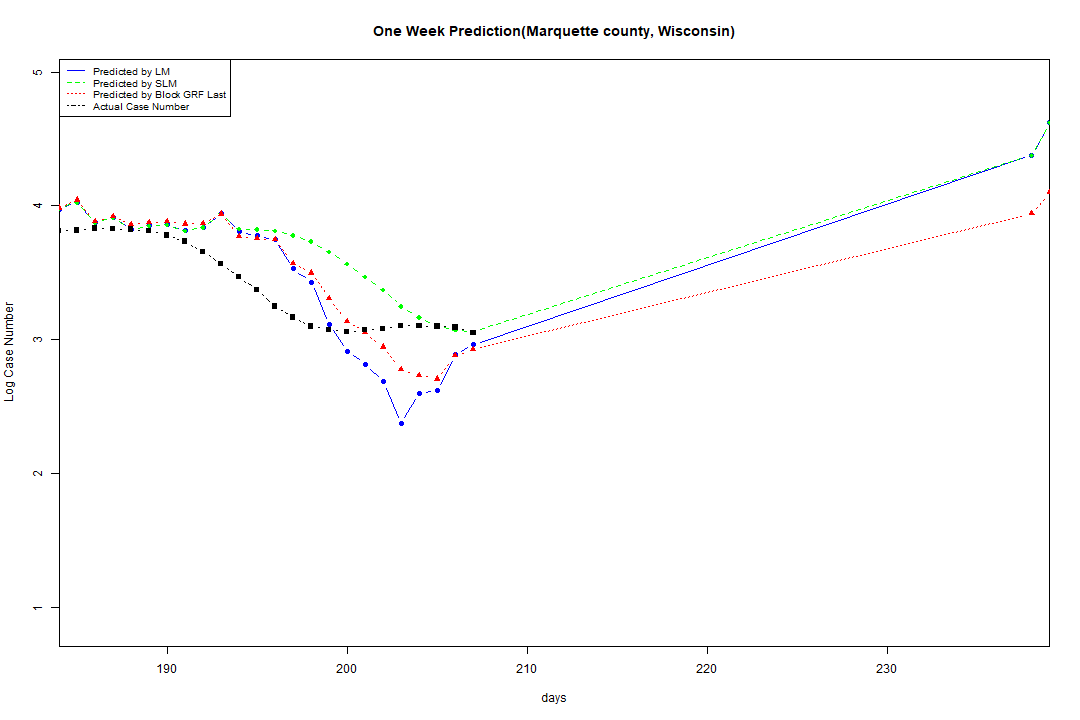 One Week Prediction(Marquette county, Wisconsin)
Predicted by LM
Predicted by SLM
Predicted by Block GRF Last
Actual Case Number
5
4
3
2
1
Log Case Number
190 200 210 220 230
days